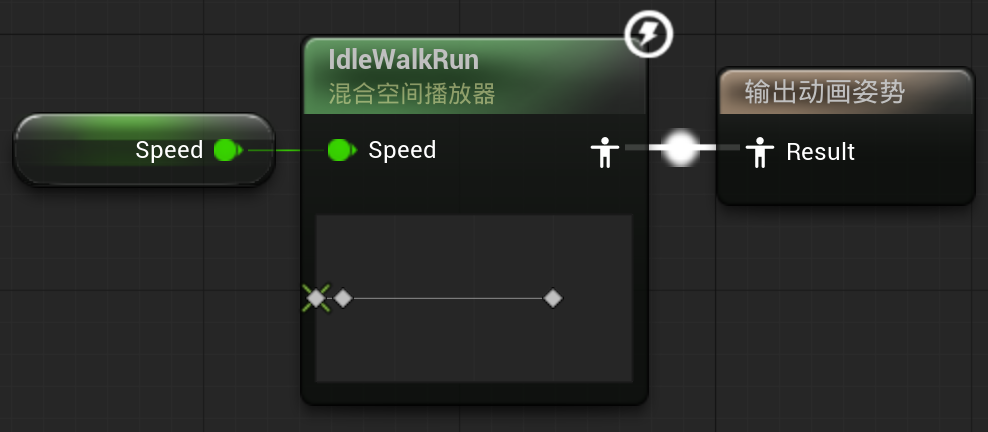 IdleWalkRun
混合空间播放器
输出动画姿势
Speed
Speed
Result